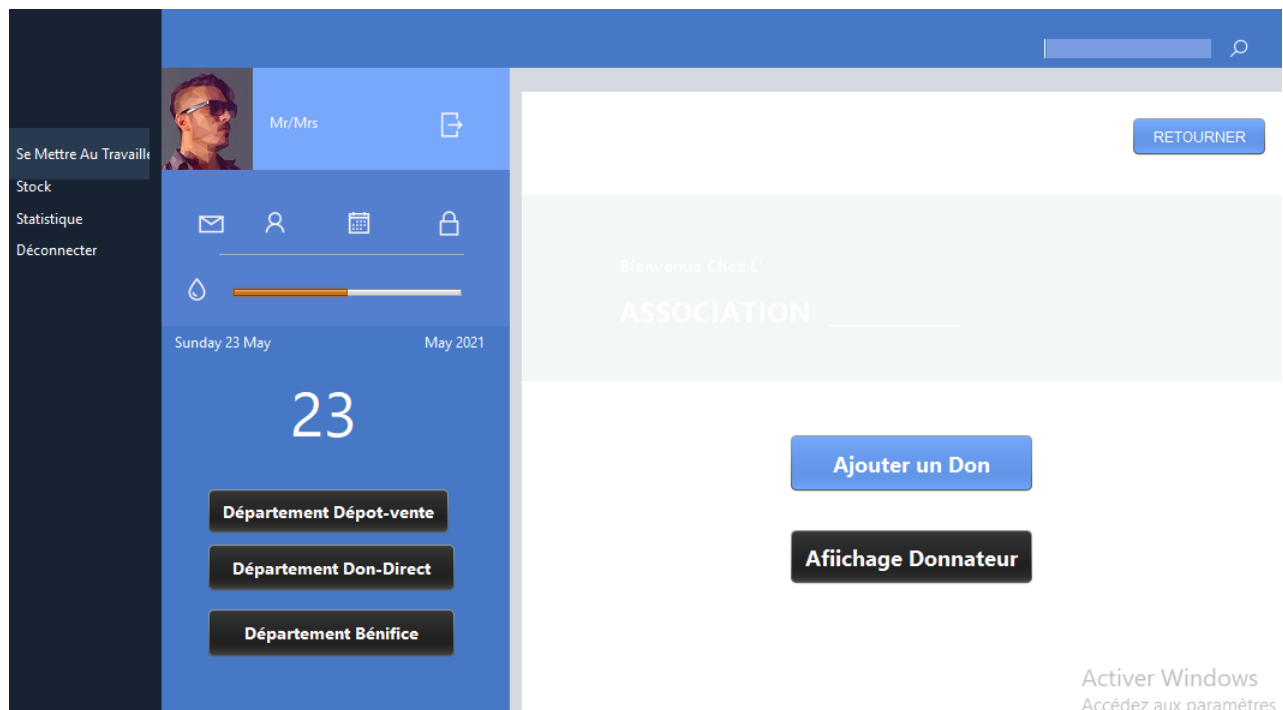 Se Mettre Au Travaille
Stock
Statistique
Déconnecter
Mr/Mrs
Sunday 23 May
May 2021
23
Département Dépot-vente
Département Don-Direct
Département Bénifice
RETOURNER
Bienvenue Chez L'
ASSOCIATION
Ajouter un Don
Afiichage Donnateur
Activer Windows
Accédez aux paramètres